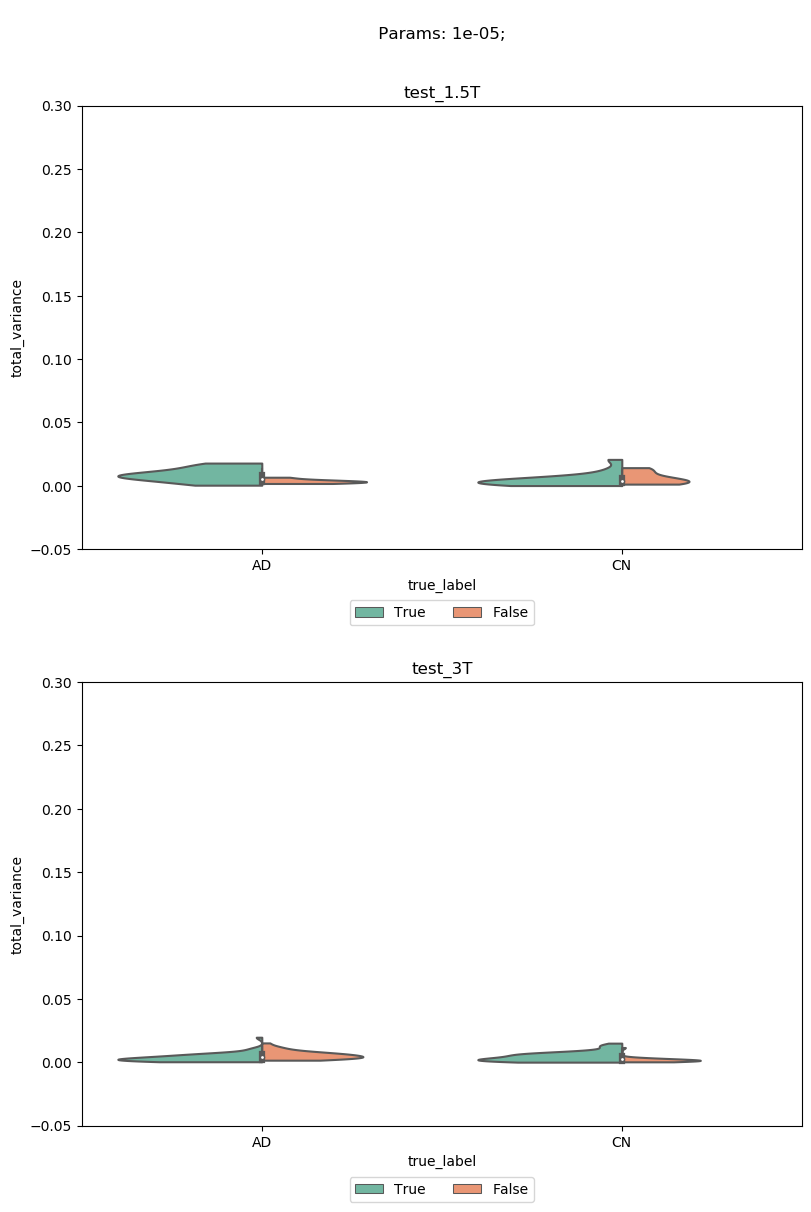 Params: 1e-05;
test_1.5T
0.30
0.25
0.20
0.15
0.10
0.05
0.00
−0.05
total_variance
AD CN
true_label
True False
test_3T
0.30
0.25
0.20
0.15
0.10
0.05
0.00
−0.05
total_variance
AD CN
true_label
True False